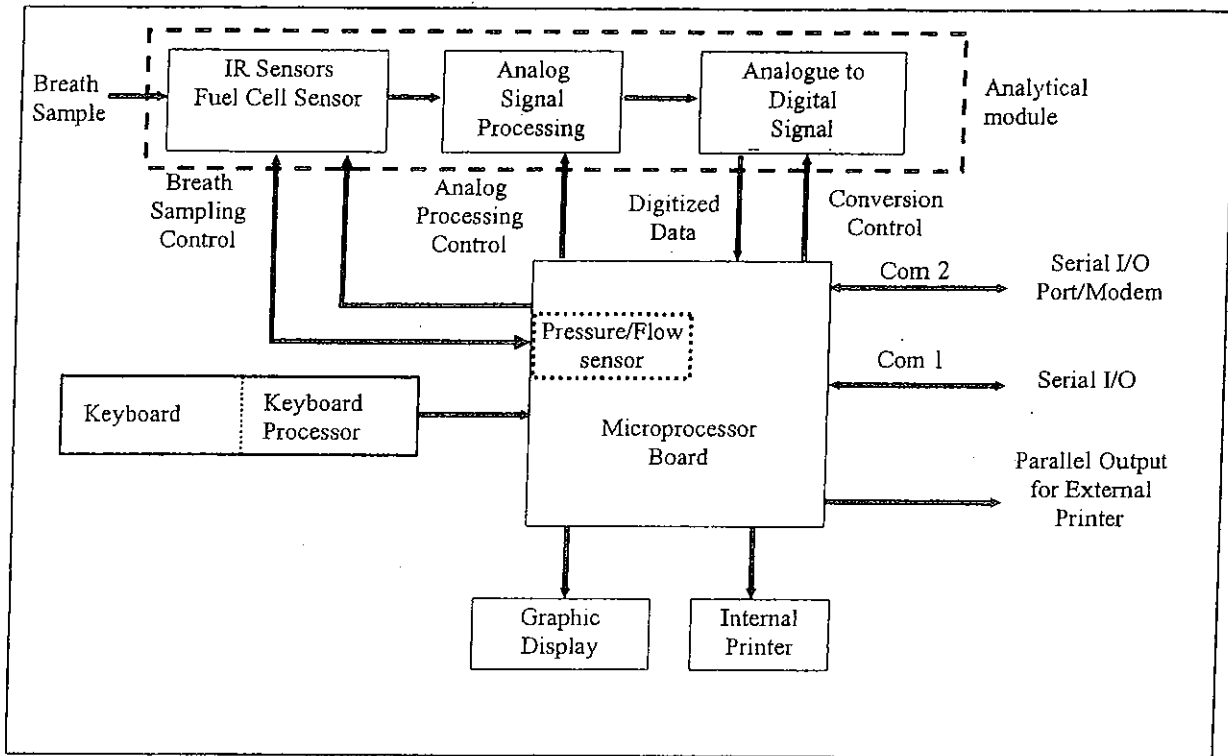 Breath
Sample
IR Sensors
Fuel Cell Sensor
Analog
Signal
Processing
Analogue to
Digital
Signal
Analytical
module
Breath
Sampling
Control
Analog
Processing
Control
Digitized
Data
Conversion
Control
Com 2
Serial I/O
Port/Modem
Pressure/Flow
sensor
Com 1
Serial I/O
Keyboard
Keyboard
Processor
Microprocessor
Board
Parallel Output
for External
Printer
Graphic
Display
Internal
Printer